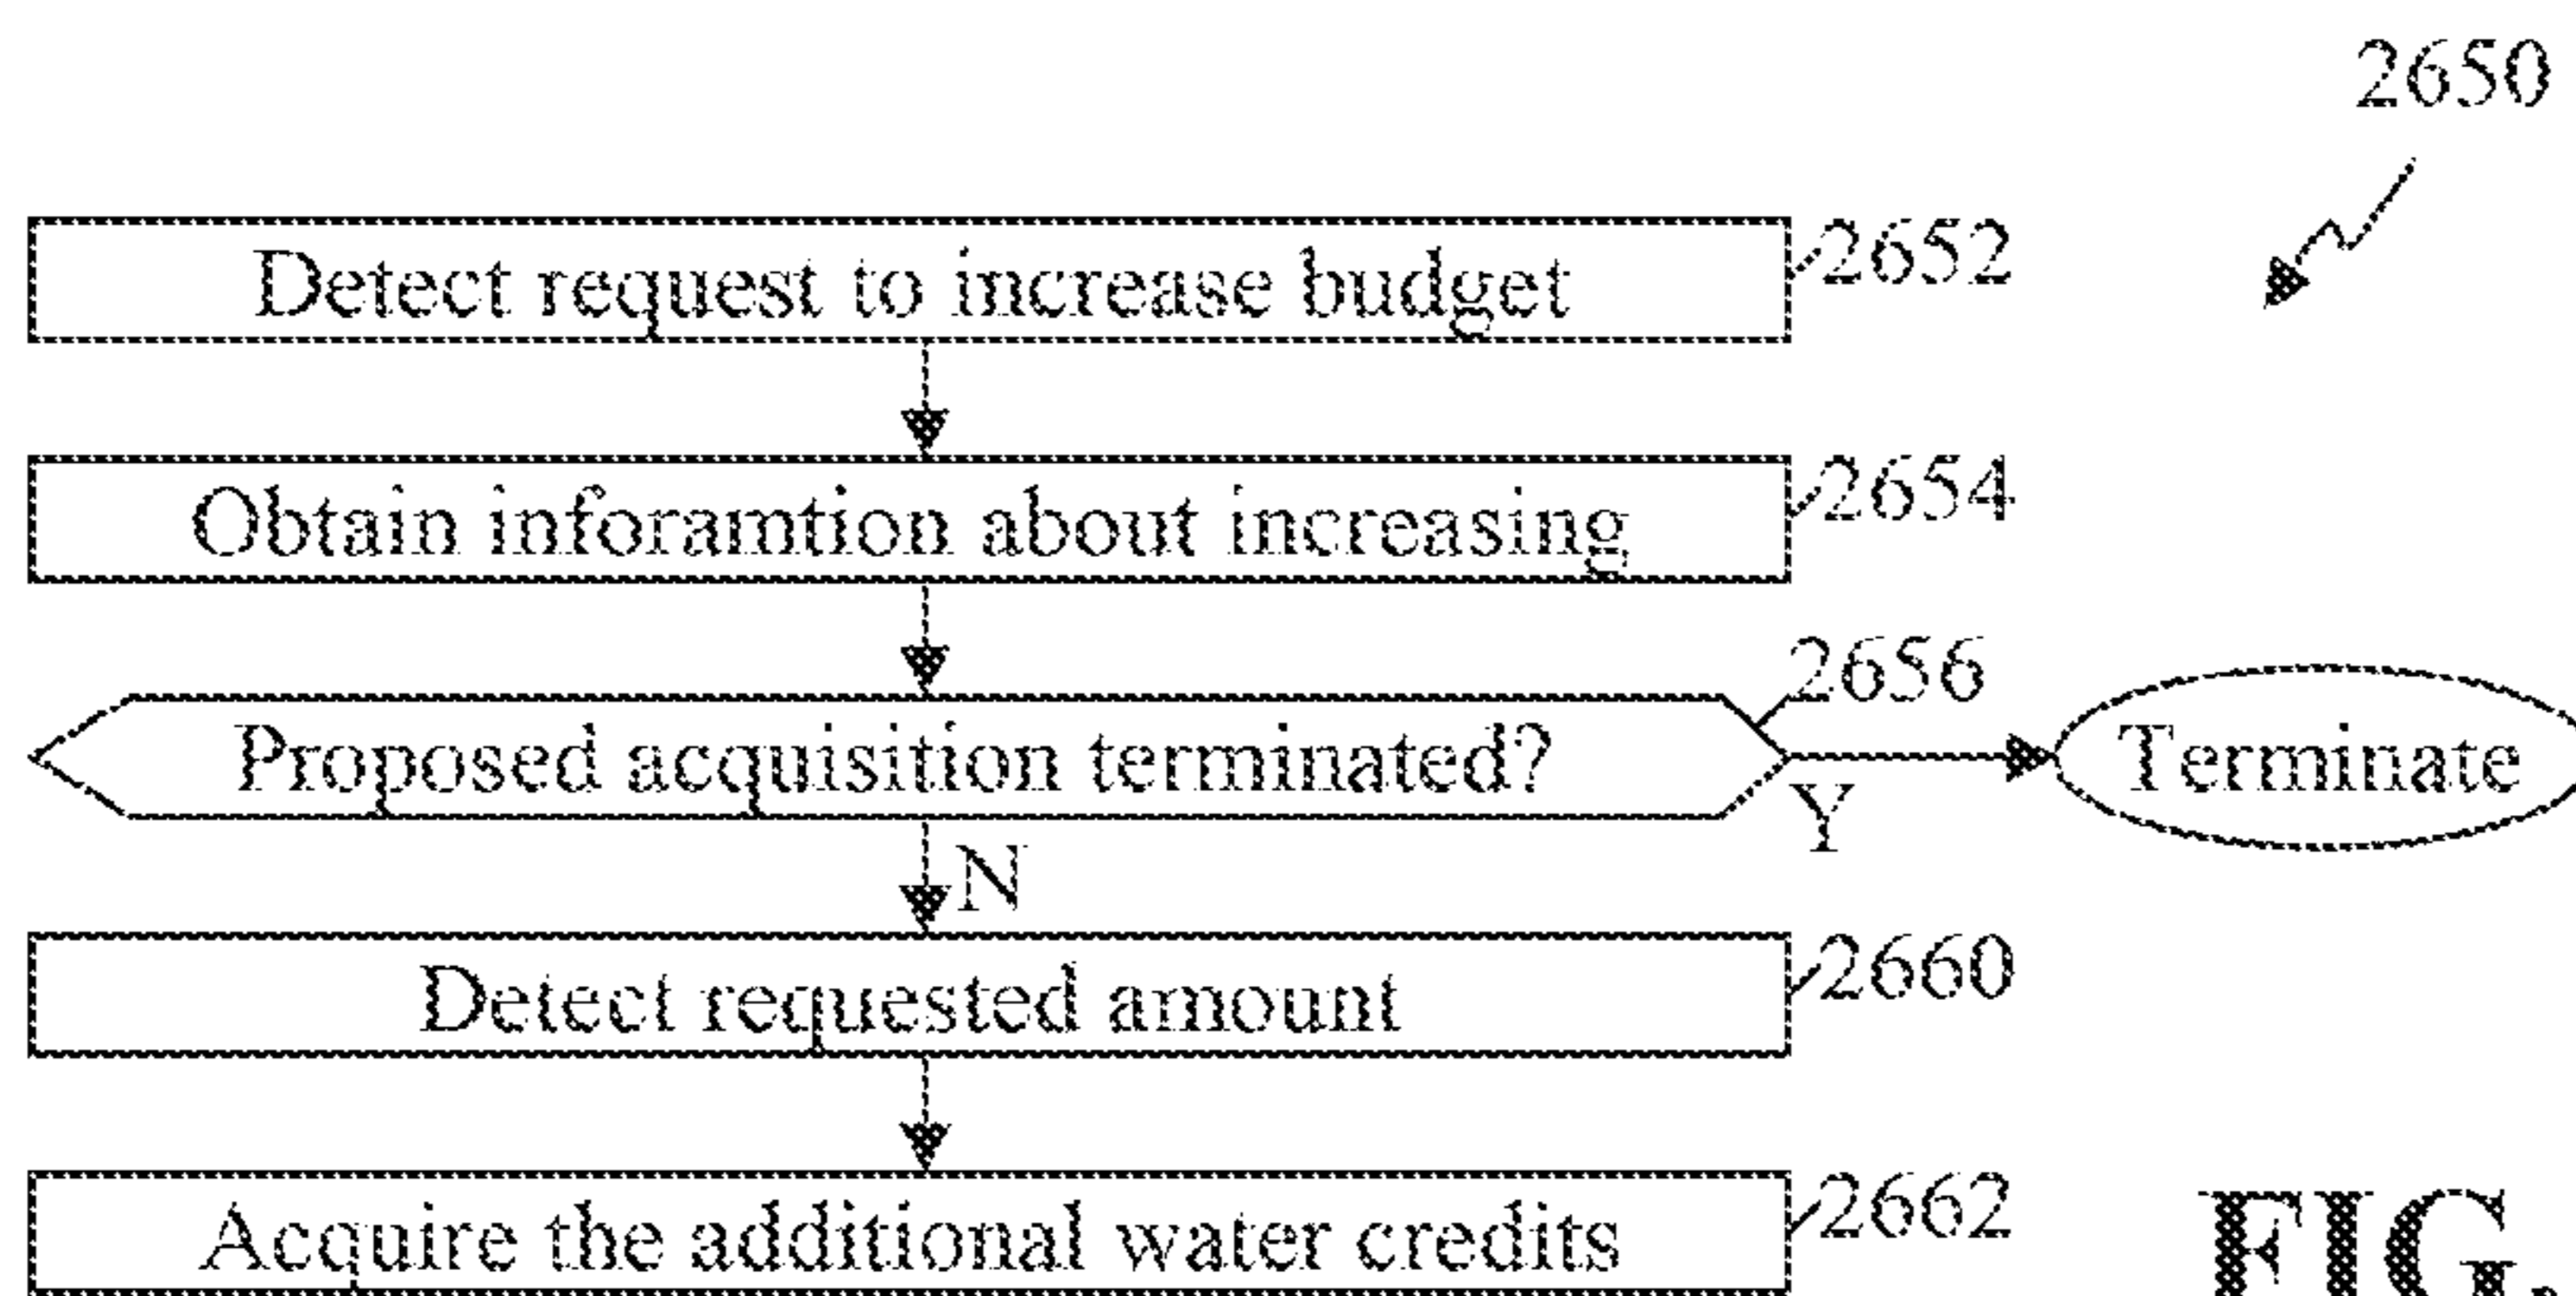 2650
Detect request to increase budget 2652
Obtain inforamtion about increasing 2654
2656
Proposed acquisition terminated? Terminate
Y
N
Detect requested amount 2660
Acquire the additional water credits 2662
FIG.